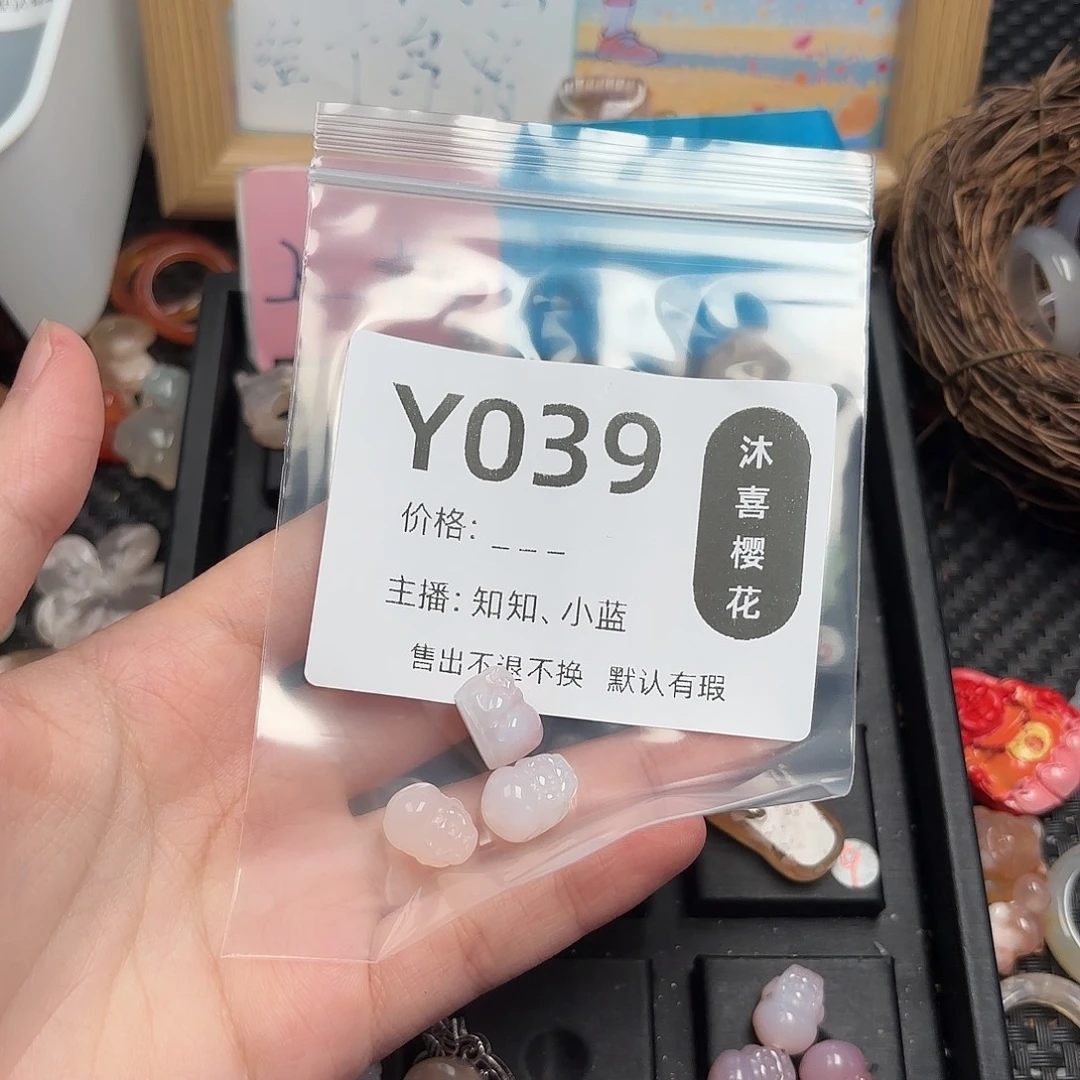 Y039
沐喜樱花
价格: _ _ _
主播: 知知、小蓝
售出不退不换 默认有瑕
9